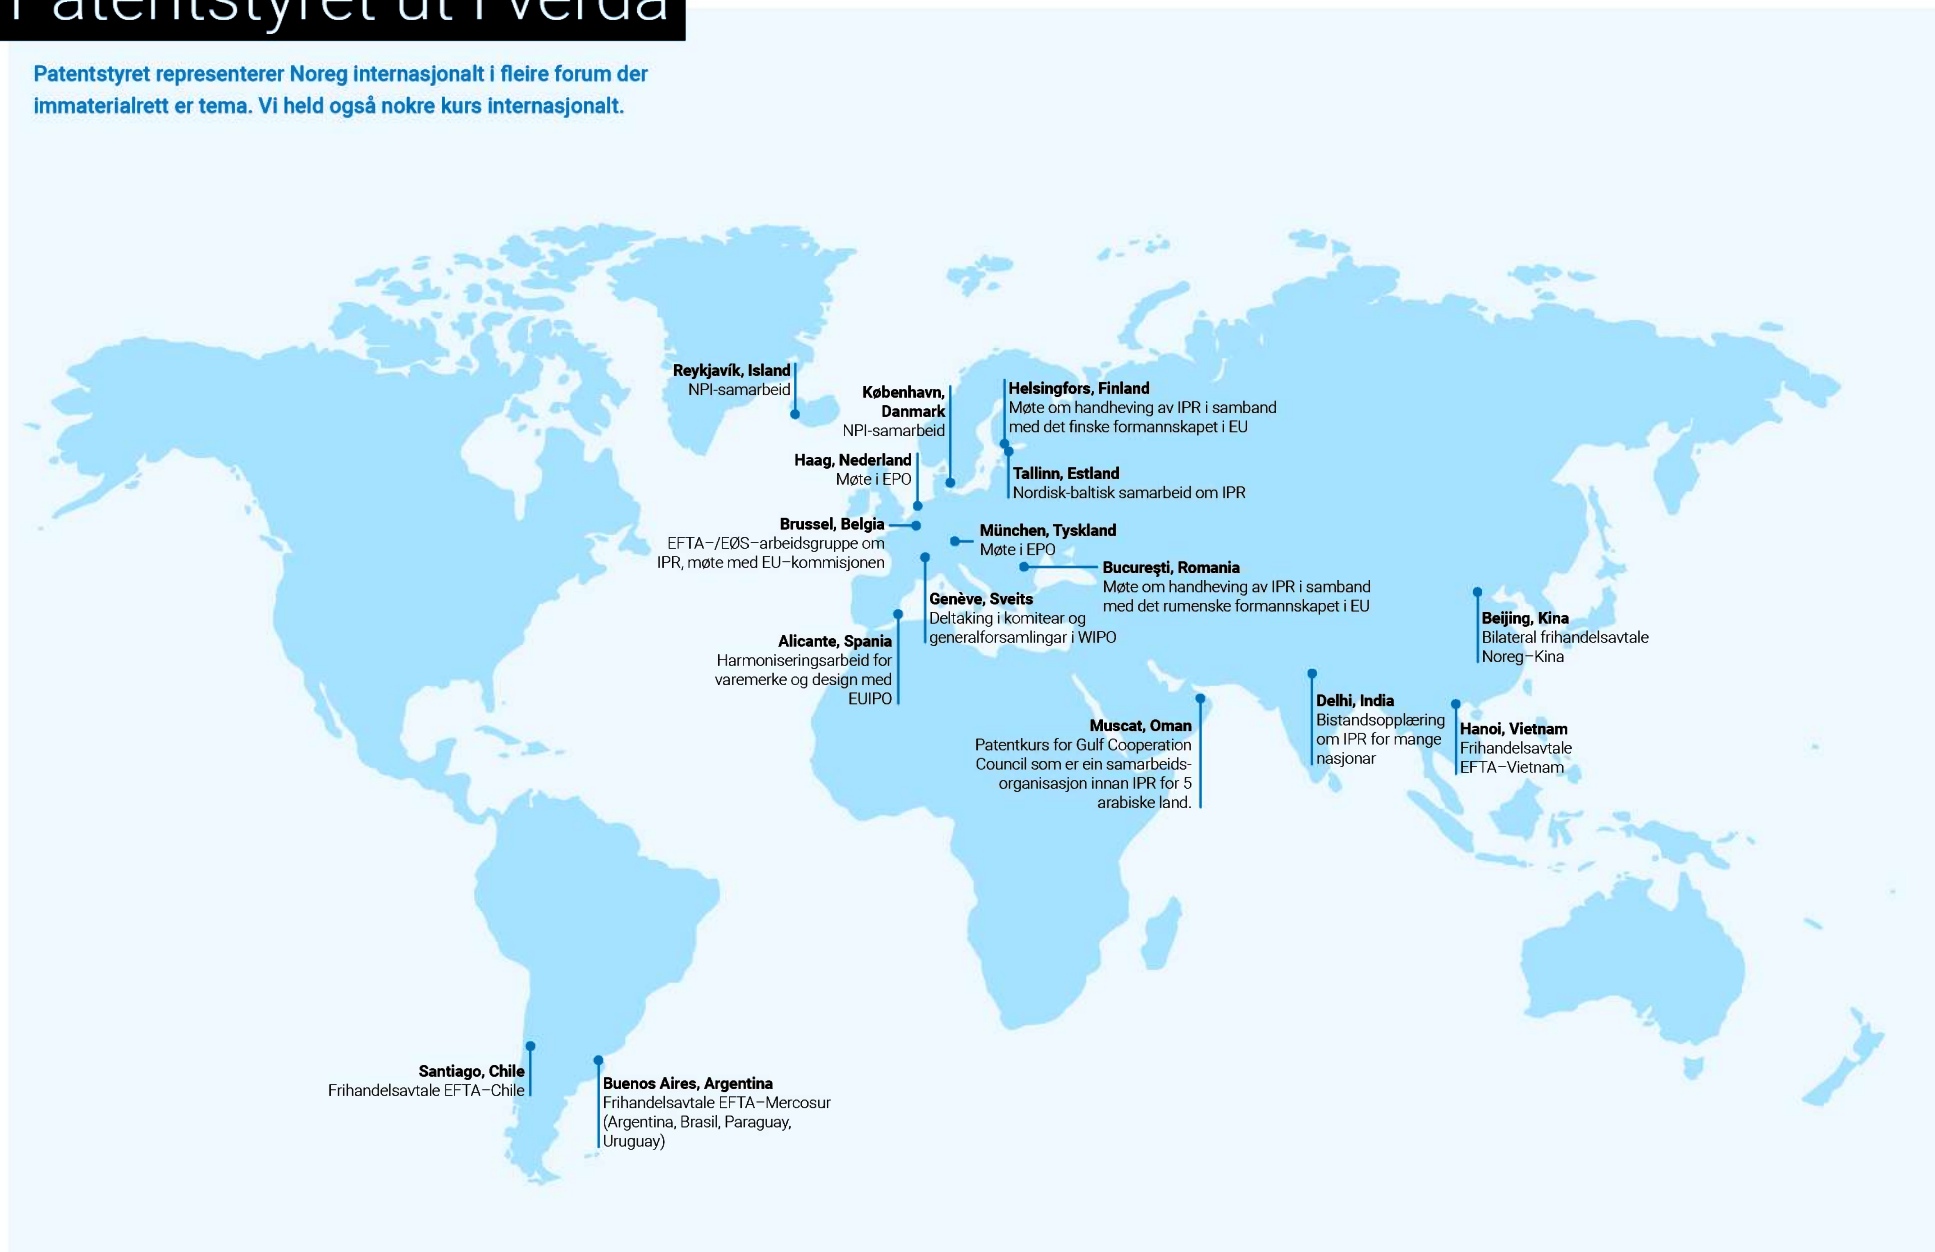 Patentstyret ut i verda
Patentstyret representerer Noreg internasjonalt i fleire forum der
immaterialrett er tema. Vi held også nokre kurs internasjonalt.
Reykjavík, Island
NPI-samarbeid
København,
Danmark
NPI-samarbeid
Helsingfors, Finland
Møte om handheving av IPR i samband
med det finske formannskapet i EU
Haag, Nederland
Møte i EPO
Tallinn, Estland
Nordisk-baltisk samarbeid om IPR
Brussel, Belgia
EFTA–/EØS–arbeidsgruppe om
IPR, møte med EU–kommisjonen
München, Tyskland
Møte i EPO
Bucureşti, Romania
Møte om handheving av IPR i samband
med det rumenske formannskapet i EU
Genève, Sveits
Deltaking i komitear og
generalforsamlingar i WIPO
Alicante, Spania
Harmoniseringsarbeid for
varemerke og design med
EUIPO
Beijing, Kina
Bilateral frihandelsavtale
Noreg–Kina
Muscat, Oman
Patentkurs for Gulf Cooperation
Council som er ein samarbeids-
organisasjon innan IPR for 5
arabiske land.
Delhi, India
Bistandsopplæring
om IPR for mange
nasjonar
Hanoi, Vietnam
Frihandelsavtale
EFTA–Vietnam
Santiago, Chile
Frihandelsavtale EFTA–Chile
Buenos Aires, Argentina
Frihandelsavtale EFTA–Mercosur
(Argentina, Brasil, Paraguay,
Uruguay)